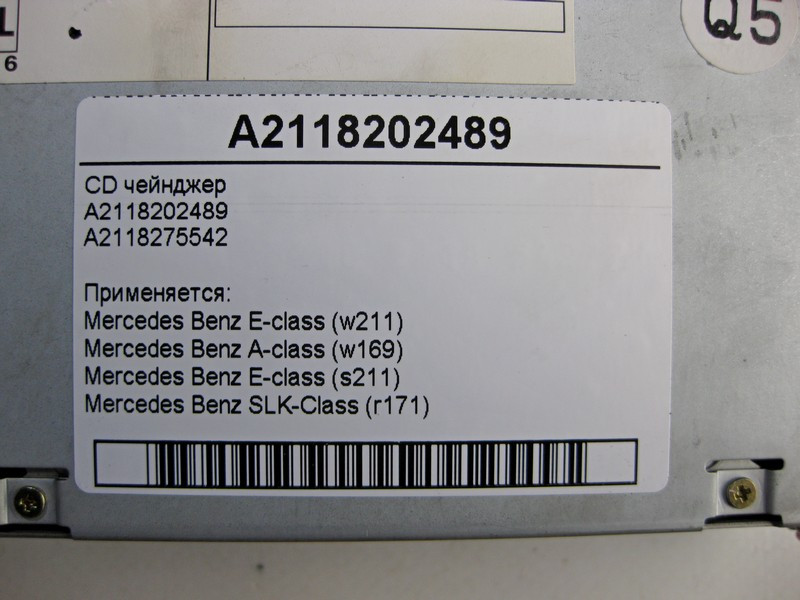 6
Q5
A2118202489
CD чейнджер
A2118202489
A2118275542
Применяется:
Mercedes Benz E-class (w211)
Mercedes Benz A-class (w169)
Mercedes Benz E-class (s211)
Mercedes Benz SLK-Class (r171)